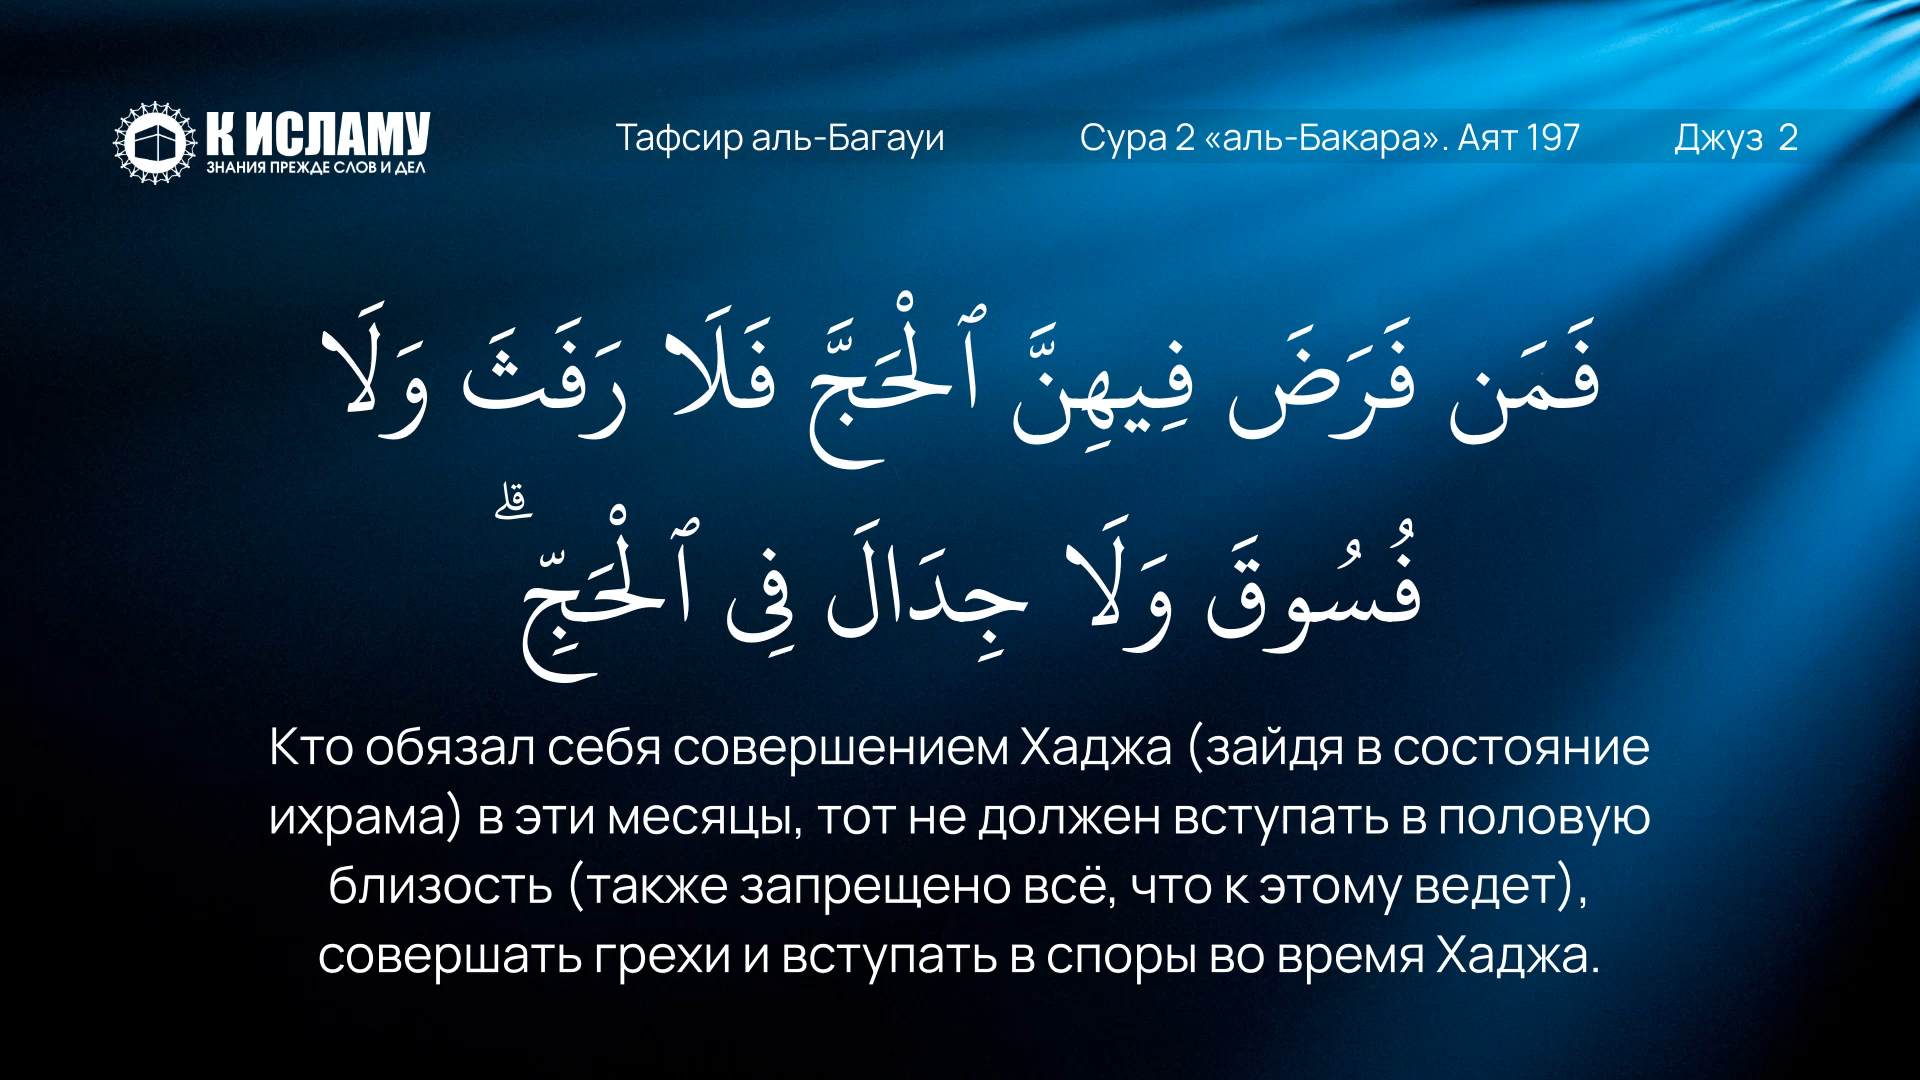 К ИСЛАМУ
ЗНАНИЯ ПРЕЖДЕ СЛОВ И ДЕЛ
Тафсир аль-Багауи
Сура 2 «аль-Бакара». Аят 197
Джуз 2
فَمَن فَرَضَ فِيهِنَّ ٱلْحَجَّ فَلَا رَفَثَ وَلَا
فُسُوقَ وَلَا جِدَالَ فِى ٱلْحَجِّ ۗ
Кто обязал себя совершением Хаджа (зайдя в состояние
ихрама) в эти месяцы, тот не должен вступать в половую
близость (также запрещено всё, что к этому ведет),
совершать грехи и вступать в споры во время Хаджа.